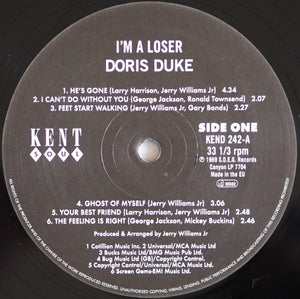 I'M A LOSER
DORIS DUKE
1. HE'S GONE (Larry Harrison, Jerry Williams Jr) 4.34
2. I CAN'T DO WITHOUT YOU (George Jackson, Ronald Townsend) 2.07
3. FEET START WALKING (Jerry Williams Jr, Gary Bonds) 3.22
KENT
SOUL
SIDE ONE
KEND 242-A
33 1/3 rpm
℗ 1969 S.D.E.G. Records
Canyon LP 7704
Made in the EU
4. GHOST OF MYSELF (Jerry Williams Jr) 3.06
5. YOUR BEST FRIEND (Larry Harrison, Jerry Williams Jr) 2.48
6. THE FEELING IS RIGHT (George Jackson, Mickey Buckins) 2.46
Produced & Arranged by Jerry Williams Jr
1 Cotillion Music Inc. 2 Universal/MCA Music Ltd
3 Bucks Music Ltd/BMG Music Pub Ltd.
4 Bug Music Ltd (GB)/Copyright Control.
5 Universal/MCA Music Ltd/Copyright Control
6 Screen Gems-EMI Music Ltd.